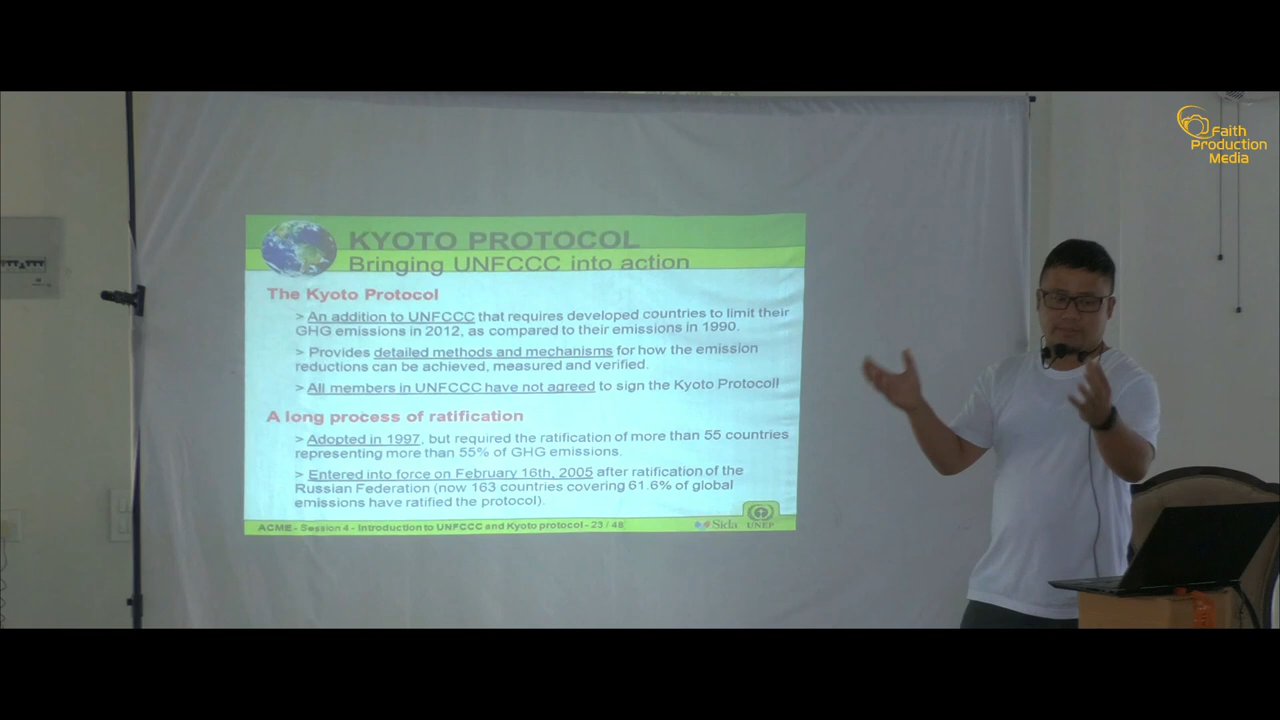 Faith
Production
Media
KYOTO PROTOCOL
Bringing UNFCCC into action
The Kyoto Protocol
> An addition to UNFCCC that requires developed countries to limit their
GHG emissions in 2012, as compared to their emissions in 1990.
> Provides detailed methods and mechanisms for how the emission
reductions can be achieved, measured and verified.
> All members in UNFCCC have not agreed to sign the Kyoto Protocol!
A long process of ratification
> Adopted in 1997, but required the ratification of more than 55 countries
representing more than 55% of GHG emissions.
> Entered into force on February 16th, 2005 after ratification of the
Russian Federation (now 163 countries covering 61.6% of global
emissions have ratified the protocol).
ACME - Session 4 - Introduction to UNFCCC and Kyoto protocol - 23 / 48
Sida
UNEP